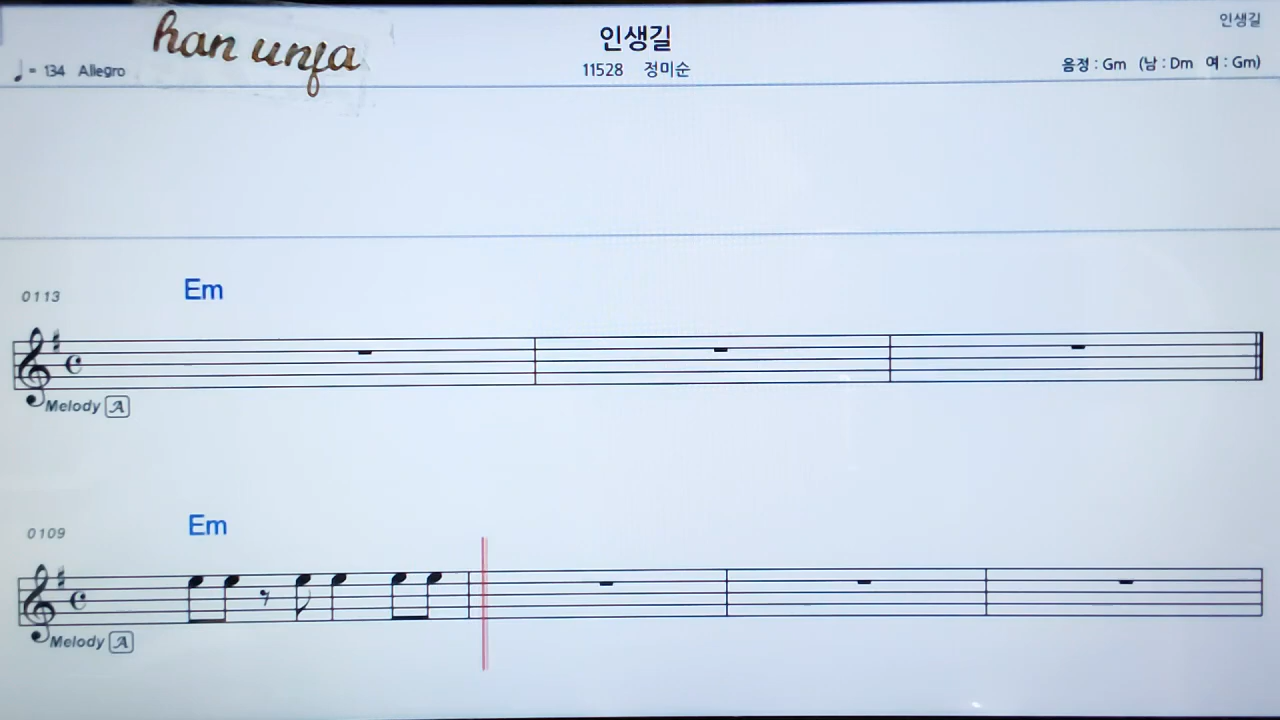 han unja
인생길
인생길
♩= 134 Allegro
11528 정미순
음정 : Gm (남 : Dm 여 : Gm)
0113
Em
Melody A
0109
Em
Melody A